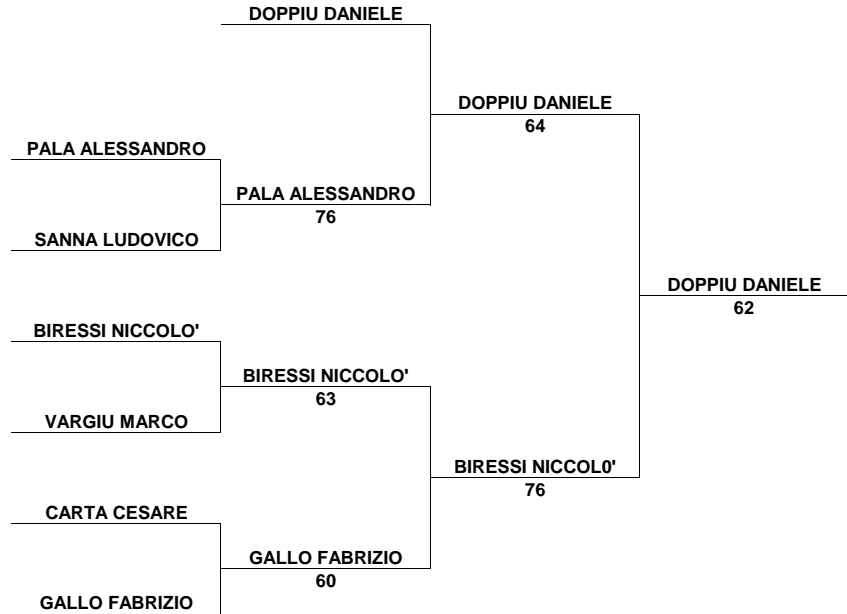 DOPPIU DANIELE
DOPPIU DANIELE
64
PALA ALESSANDRO
PALA ALESSANDRO
76
SANNA LUDOVICO
DOPPIU DANIELE
62
BIRESSI NICCOLO'
BIRESSI NICCOLO'
63
VARGIU MARCO
BIRESSI NICCOL0'
76
CARTA CESARE
GALLO FABRIZIO
60
GALLO FABRIZIO